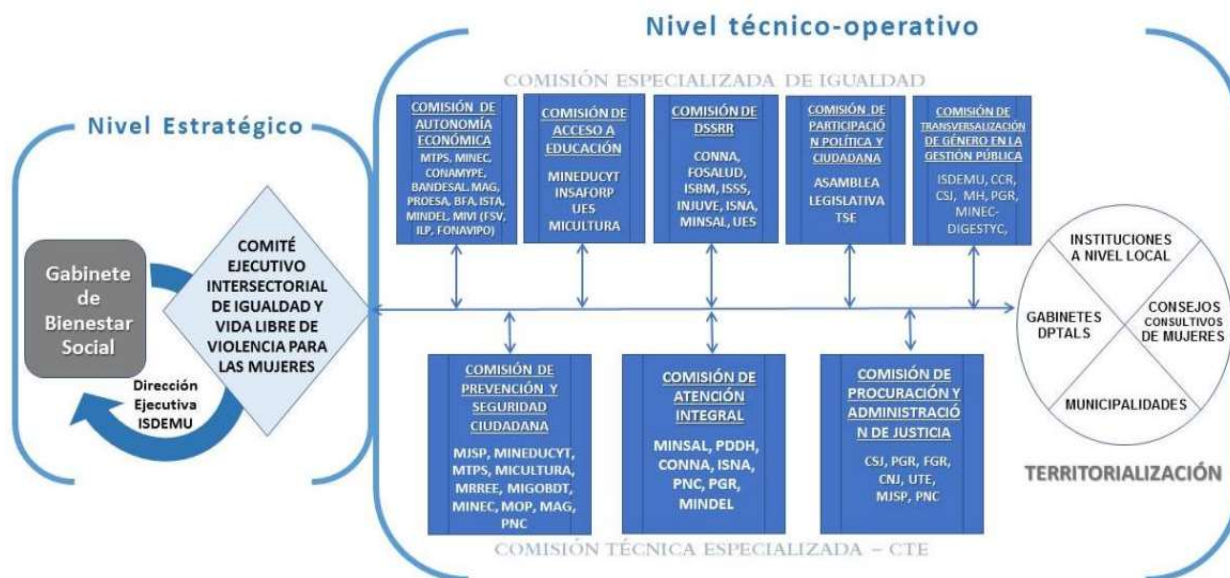 Nivel técnico-operativo
COMISIÓN ESPECIALIZADA DE IGUALDAD
Nivel Estratégico
Gabinete
de
Bienestar
Social
COMITÉ
EJECUTIVO
INTERSECTORIAL
DE IGUALDAD Y
VIDA LIBRE DE
VIOLENCIA PARA
LAS MUJERES
Dirección
Ejecutiva
ISDEMU
COMISIÓN DE
AUTONOMÍA
ECONÓMICA
MTPS, MINEC,
CONAMYPE,
BANDESAL. MAG,
PROESA, BFA, ISTA,
MINDEL, MIVI (FSV,
ILP, FONAVIPO)
COMISIÓN DE
ACCESO A
EDUCACIÓN
MINEDUCYT
INSAFORP
UES
MICULTURA
COMISIÓN DE
DSSRR
CONNA,
FOSALUD,
ISBM, ISSS,
INJUVE, ISNA,
MINSAL, UES
COMISIÓN DE
PARTICIPACIÓ
N POLÍTICA Y
CIUDADANA
ASAMBLEA
LEGISLATIVA
TSE
COMISIÓN DE
TRANSVERSALIZACIÓN
DE GÉNERO EN LA
GESTIÓN PÚBLICA
ISDEMU, CCR,
CSJ, MH, PGR,
MINEC-
DIGESTYC,
COMISIÓN DE
PREVENCIÓN Y
SEGURIDAD
CIUDADANA
MJSP, MINEDUCYT,
MTPS, MICULTURA,
MRREE, MIGOBDT,
MINEC, MOP, MAG,
PNC
COMISIÓN DE
ATENCIÓN
INTEGRAL
MINSAL, PDDH,
CONNA, ISNA,
PNC, PGR,
MINDEL
COMISIÓN DE
PROCURACIÓN Y
ADMINISTRACIÓ
N DE JUSTICIA
CSJ, PGR, FGR,
CNJ, UTE,
MJSP, PNC
COMISIÓN TÉCNICA ESPECIALIZADA – CTE
INSTITUCIONES
A NIVEL LOCAL
GABINETES
DPTALS
CONSEJOS
CONSULTIVOS
DE MUJERES
MUNICIPALIDADES
TERRITORIALIZACIÓN